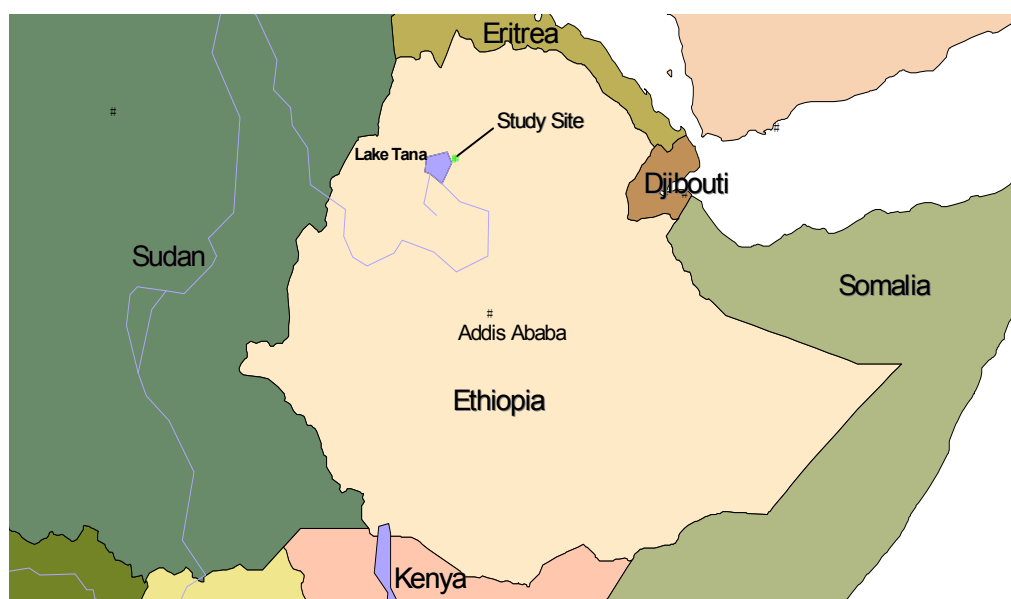 Eritrea
Study Site
Lake Tana
Djibouti
Sudan
Somalia
Addis Ababa
Ethiopia
Kenya